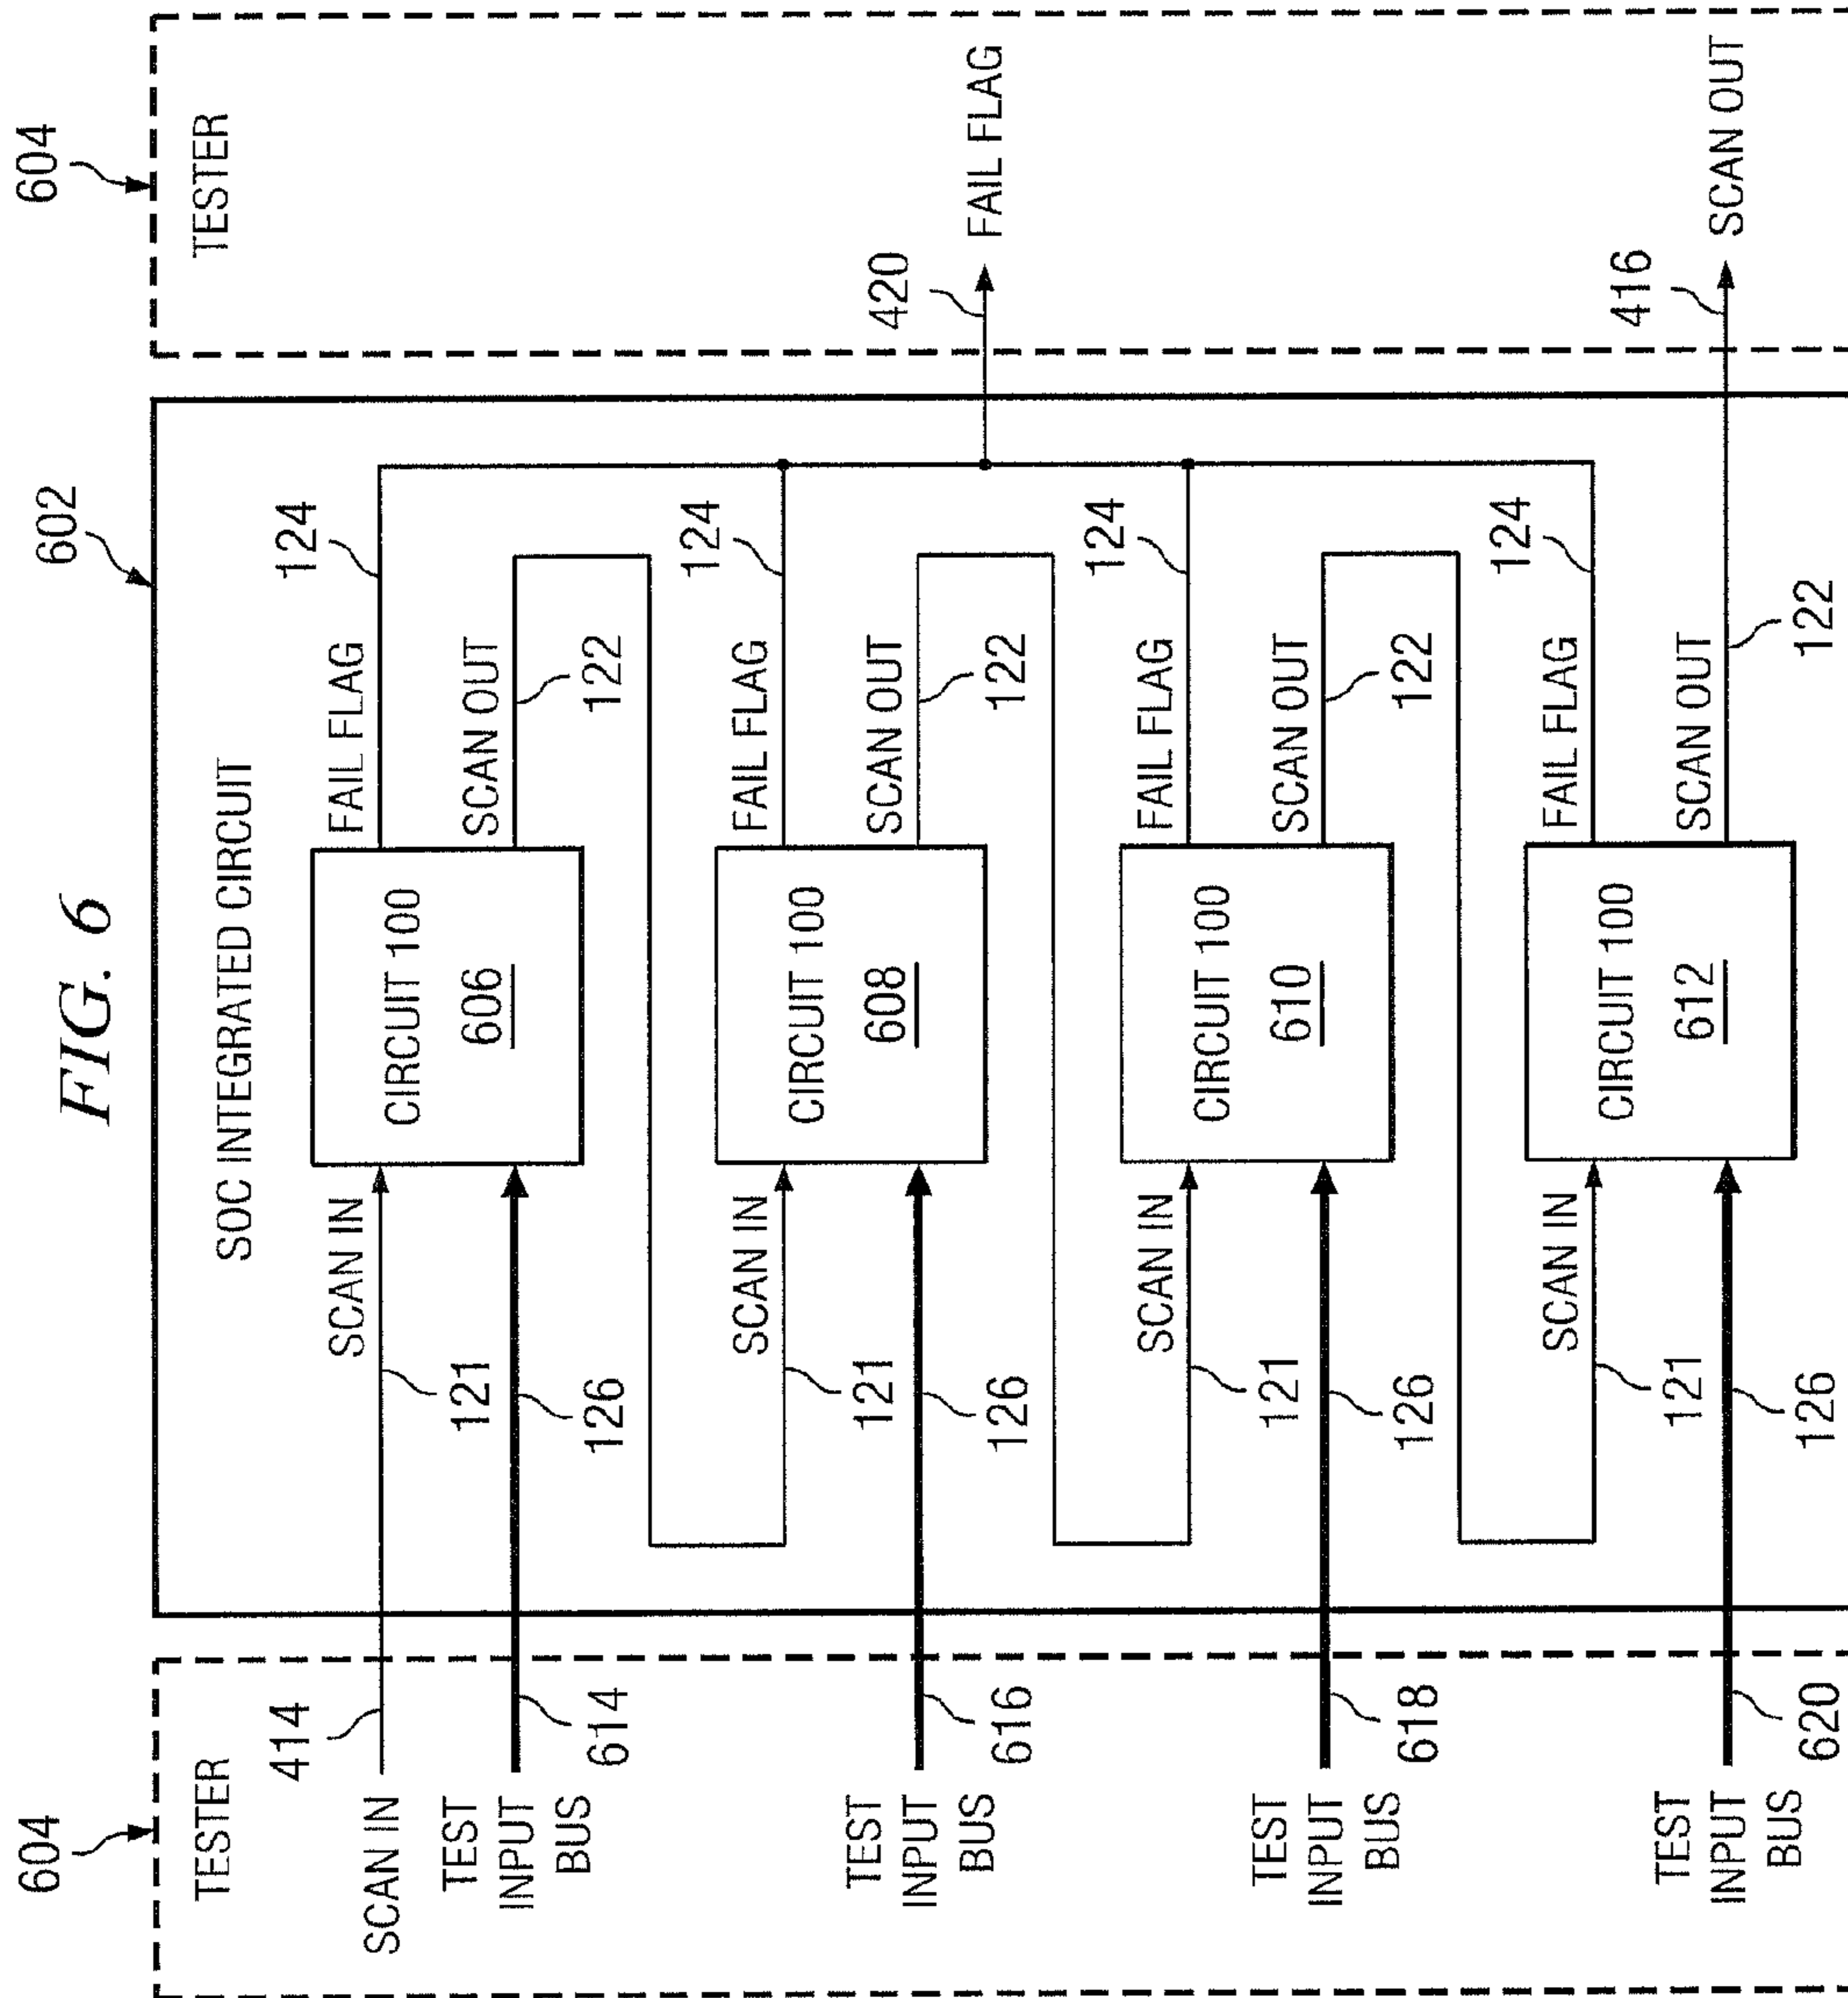 FIG. 6
604
TESTER
SCAN IN
414
TEST
INPUT
BUS
614
TEST
INPUT
BUS
616
TEST
INPUT
BUS
618
TEST
INPUT
BUS
620
602
SOC INTEGRATED CIRCUIT
SCAN IN
121
126
CIRCUIT 100
606
FAIL FLAG
124
SCAN OUT
122
SCAN IN
121
126
CIRCUIT 100
608
FAIL FLAG
124
SCAN OUT
122
SCAN IN
121
126
CIRCUIT 100
610
FAIL FLAG
124
SCAN OUT
122
SCAN IN
121
126
CIRCUIT 100
612
FAIL FLAG
124
SCAN OUT
122
604
TESTER
420
FAIL FLAG
416
SCAN OUT